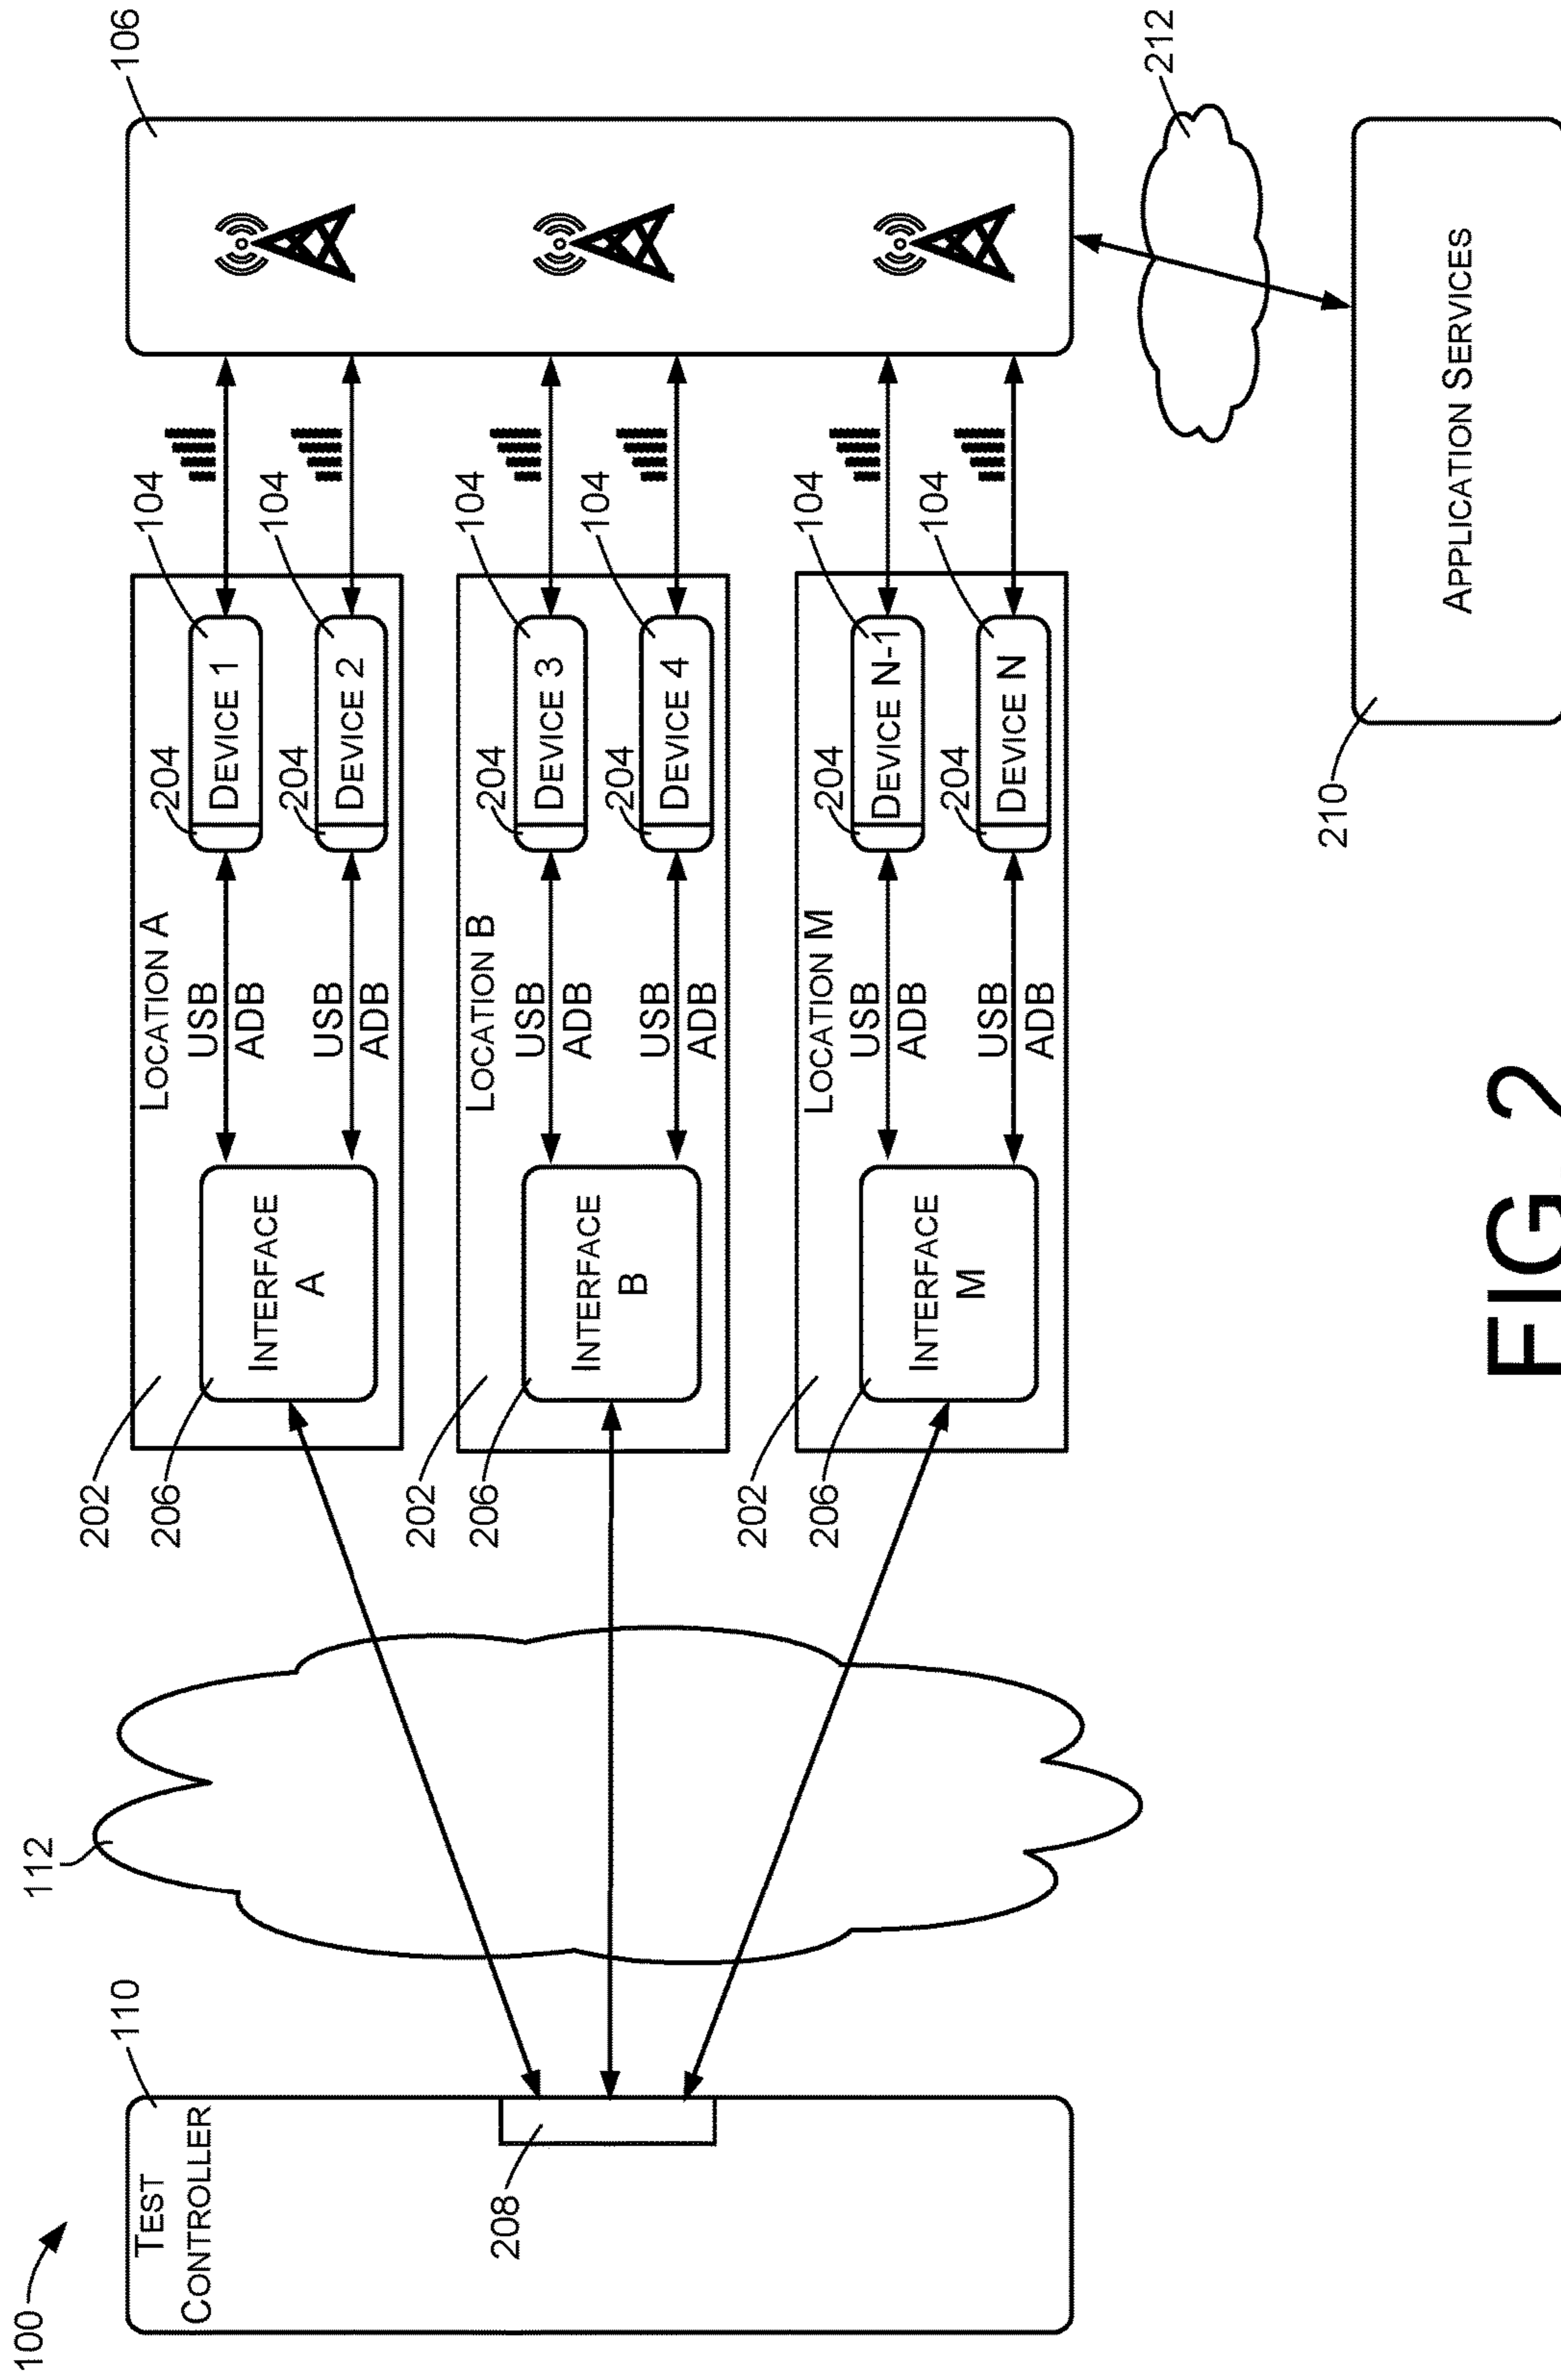 100
TEST
CONTROLLER
110
208
112
202
206
LOCATION A
INTERFACE
A
USB
ADB
USB
ADB
204
DEVICE 1
104
204
DEVICE 2
104
202
206
LOCATION B
INTERFACE
B
USB
ADB
USB
ADB
204
DEVICE 3
104
204
DEVICE 4
104
202
206
LOCATION M
INTERFACE
M
USB
ADB
USB
ADB
204
DEVICE N-1
104
204
DEVICE N
104
106
212
210
APPLICATION SERVICES
FIG 2